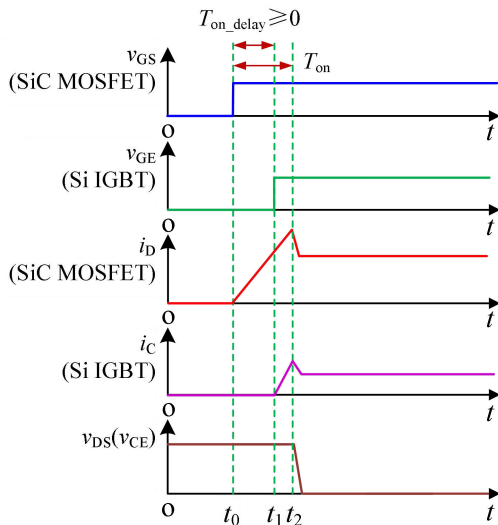 T_on_delay ≥ 0
v_GS
(SiC MOSFET)
T_on
o
t
v_GE
(Si IGBT)
o
t
i_D
(SiC MOSFET)
o
t
i_C
(Si IGBT)
o
t
v_DS(v_CE)
o
t_0
t_1
t_2
t